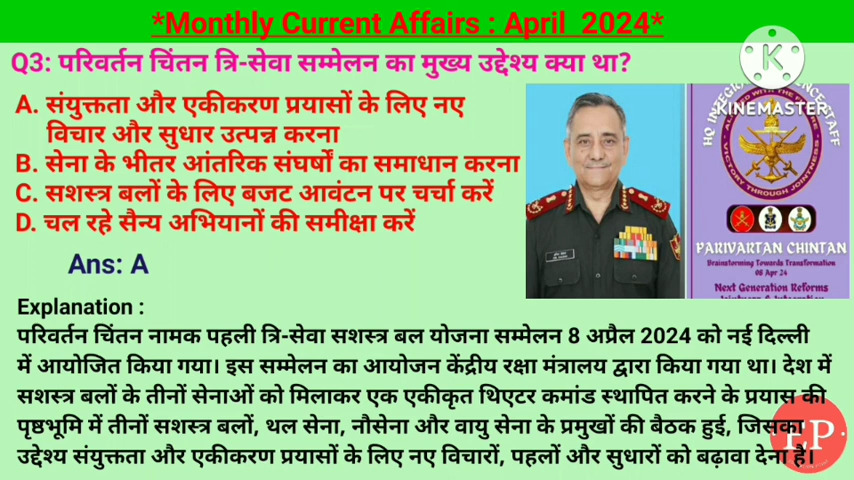 *Monthly Current Affairs : April 2024*
Q3: परिवर्तन चिंतन त्रि-सेवा सम्मेलन का मुख्य उद्देश्य क्या था?
A. संयुक्तता और एकीकरण प्रयासों के लिए नए
विचार और सुधार उत्पन्न करना
B. सेना के भीतर आंतरिक संघर्षों का समाधान करना
C. सशस्त्र बलों के लिए बजट आवंटन पर चर्चा करें
D. चल रहे सैन्य अभियानों की समीक्षा करें
Ans: A
K
KINEMASTER
VICTORY THROUGH JOINTNESS
PARIVARTAN CHINTAN
Brainstorming Towards Transformation
08 Apr 24
Next Generation Reforms
Jointness & Integration
Explanation :
परिवर्तन चिंतन नामक पहली त्रि-सेवा सशस्त्र बल योजना सम्मेलन 8 अप्रैल 2024 को नई दिल्ली
में आयोजित किया गया। इस सम्मेलन का आयोजन केंद्रीय रक्षा मंत्रालय द्वारा किया गया था। देश में
सशस्त्र बलों के तीनों सेनाओं को मिलाकर एक एकीकृत थिएटर कमांड स्थापित करने के प्रयास की
पृष्ठभूमि में तीनों सशस्त्र बलों, थल सेना, नौसेना और वायु सेना के प्रमुखों की बैठक हुई, जिसका
उद्देश्य संयुक्तता और एकीकरण प्रयासों के लिए नए विचारों, पहलों और सुधारों को बढ़ावा देना है।
EP